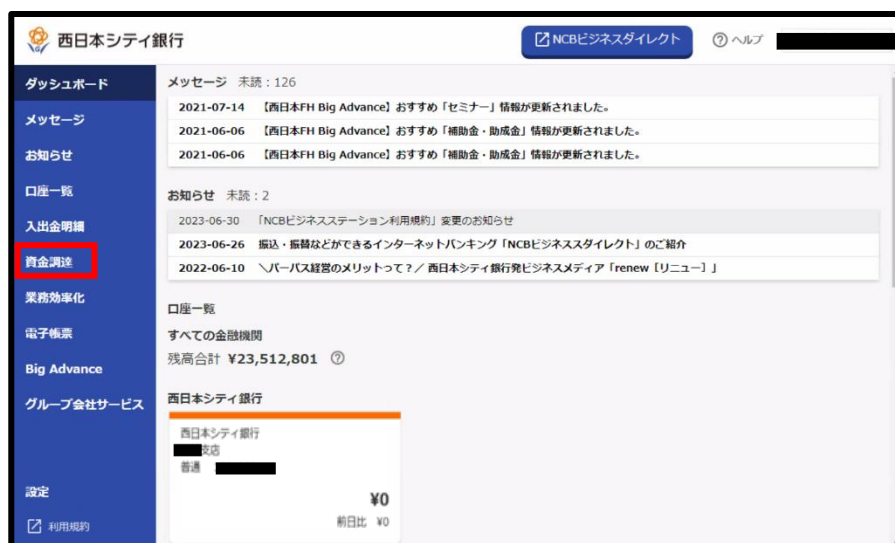 西日本シティ銀行
NCBビジネスダイレクト
ヘルプ
ダッシュボード
メッセージ
お知らせ
口座一覧
入出金明細
資金調達
業務効率化
電子帳票
Big Advance
グループ会社サービス
設定
利用規約
メッセージ 未読:126
2021-07-14 【西日本FH Big Advance】おすすめ「セミナー」情報が更新されました。
2021-06-06 【西日本FH Big Advance】おすすめ「補助金・助成金」情報が更新されました。
2021-06-06 【西日本FH Big Advance】おすすめ「補助金・助成金」情報が更新されました。
お知らせ 未読:2
2023-06-30 「NCBビジネスステーション利用規約」変更のお知らせ
2023-06-26 振込・振替などができるインターネットバンキング「NCBビジネスダイレクト」のご紹介
2022-06-10 ＼パーパス経営のメリットって?／ 西日本シティ銀行発ビジネスメディア「renew［リニュー］」
口座一覧
すべての金融機関
残高合計 ¥23,512,801
西日本シティ銀行
西日本シティ銀行
支店
普通
¥0
前日比 ¥0